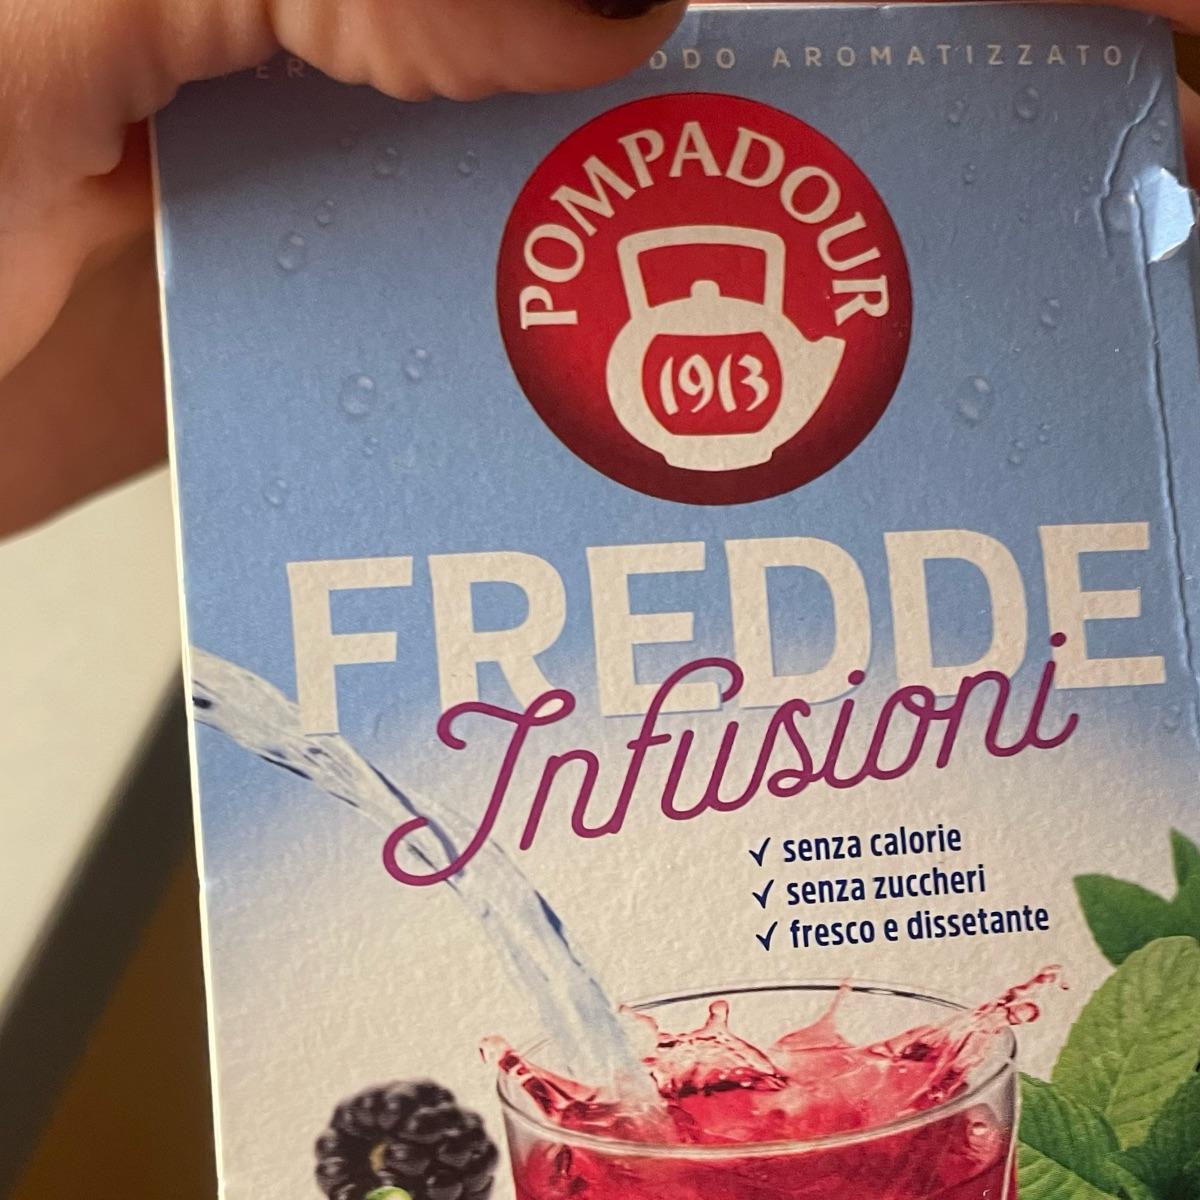 AROMATIZZATO
POMPADOUR
1913
FREDDE
Infusioni
✓ senza calorie
✓ senza zuccheri
✓ fresco e dissetante